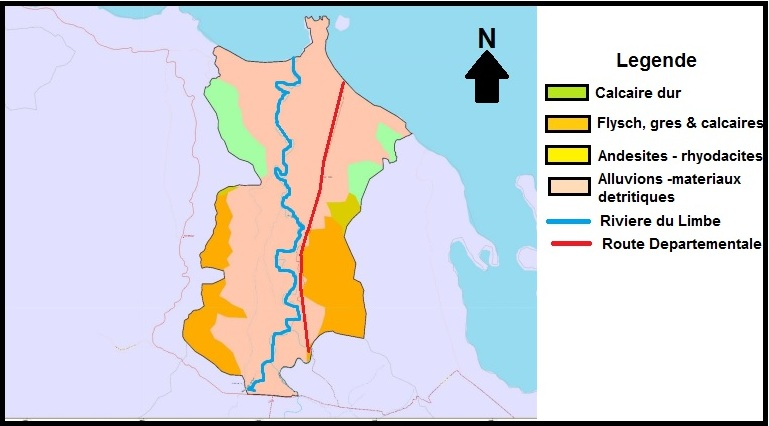 N
Legende
Calcaire dur
Flysch, gres & calcaires
Andesites - rhyodacites
Alluvions -materiaux
detritiques
Riviere du Limbe
Route Departementale